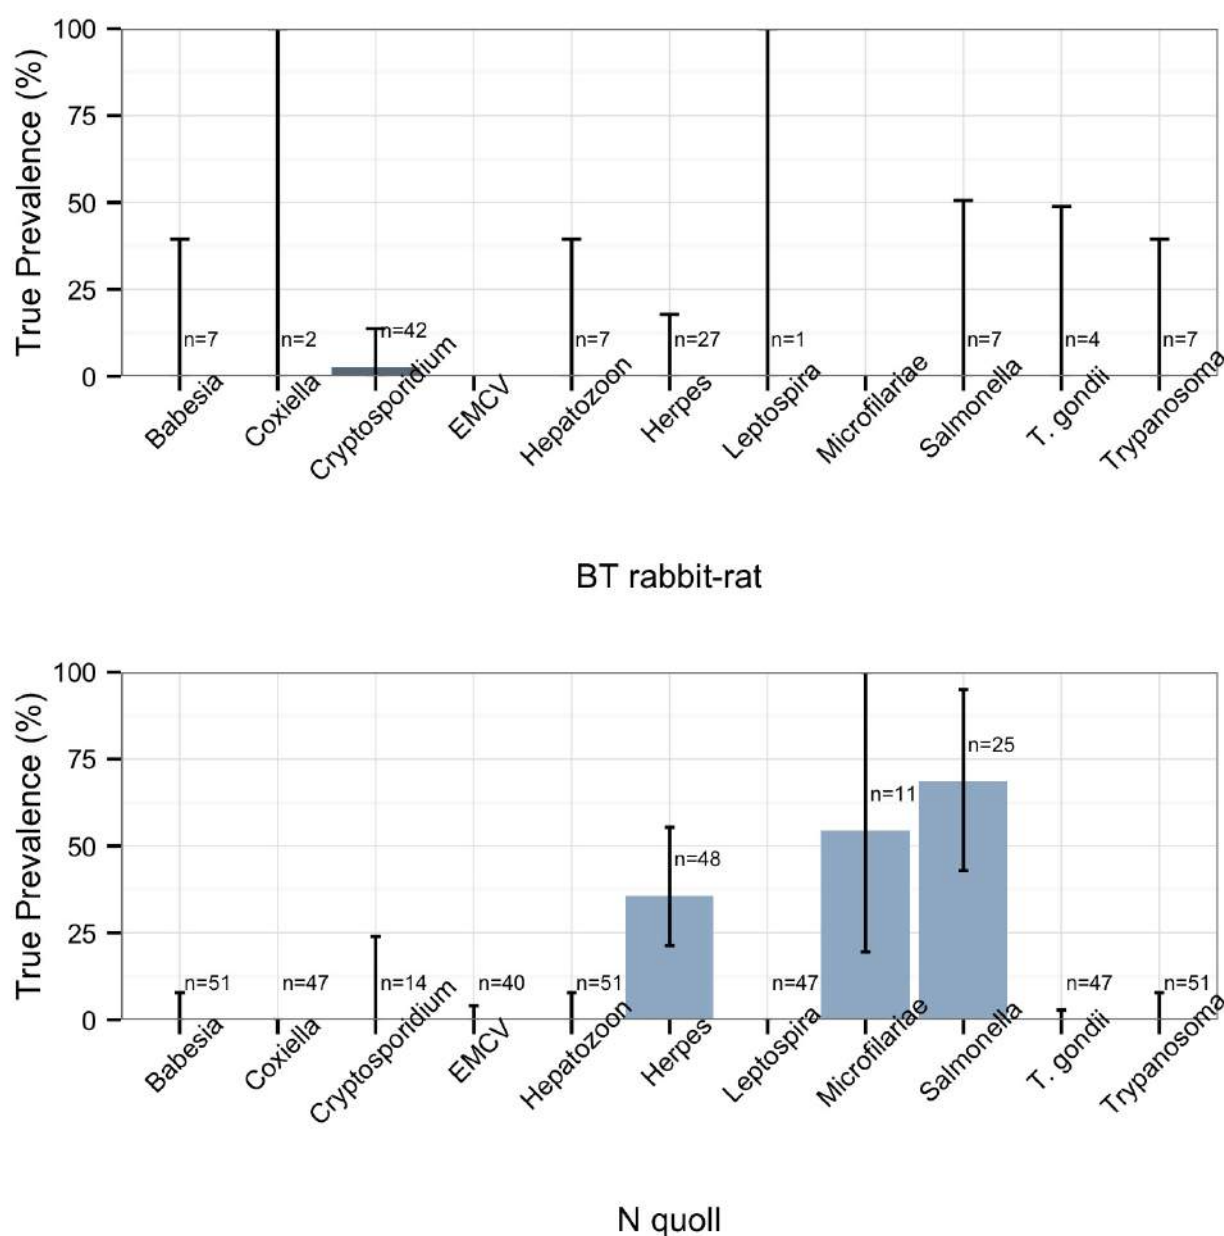 True Prevalence (%)
100
75
50
25
0
n=7
n=2
n=42
n=7
n=27
n=1
n=7
n=4
n=7
Babesia
Coxiella
Cryptosporidium
EMCV
Hepatozoon
Herpes
Leptospira
Microfilariae
Salmonella
T. gondii
Trypanosoma
BT rabbit-rat
True Prevalence (%)
100
75
50
25
0
n=51
n=47
n=14
n=40
n=51
n=48
n=47
n=11
n=25
n=47
n=51
Babesia
Coxiella
Cryptosporidium
EMCV
Hepatozoon
Herpes
Leptospira
Microfilariae
Salmonella
T. gondii
Trypanosoma
N quoll